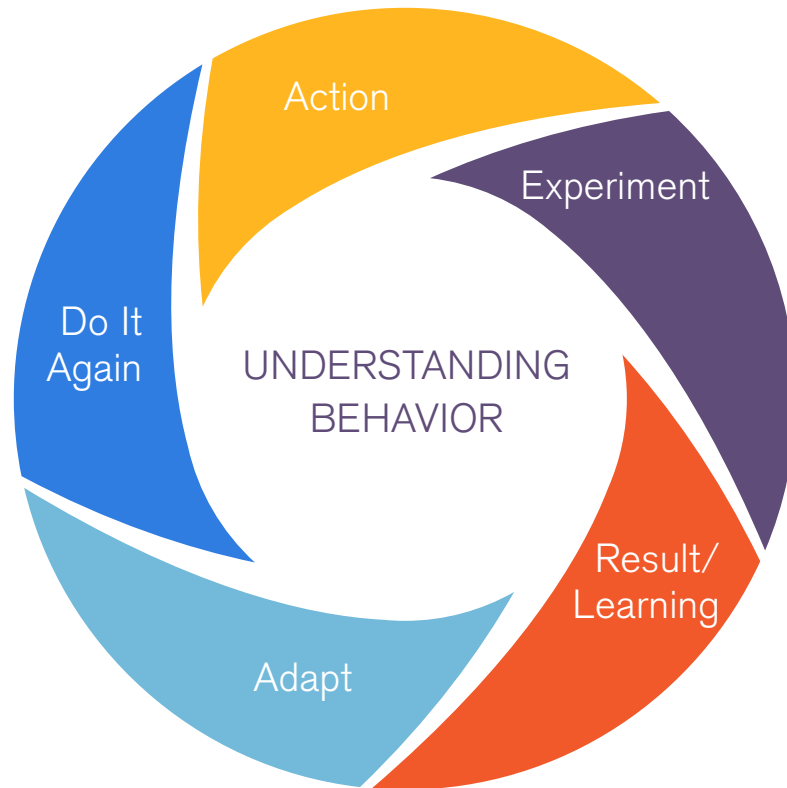 Action
Experiment
Do It
Again
UNDERSTANDING
BEHAVIOR
Result/
Learning
Adapt